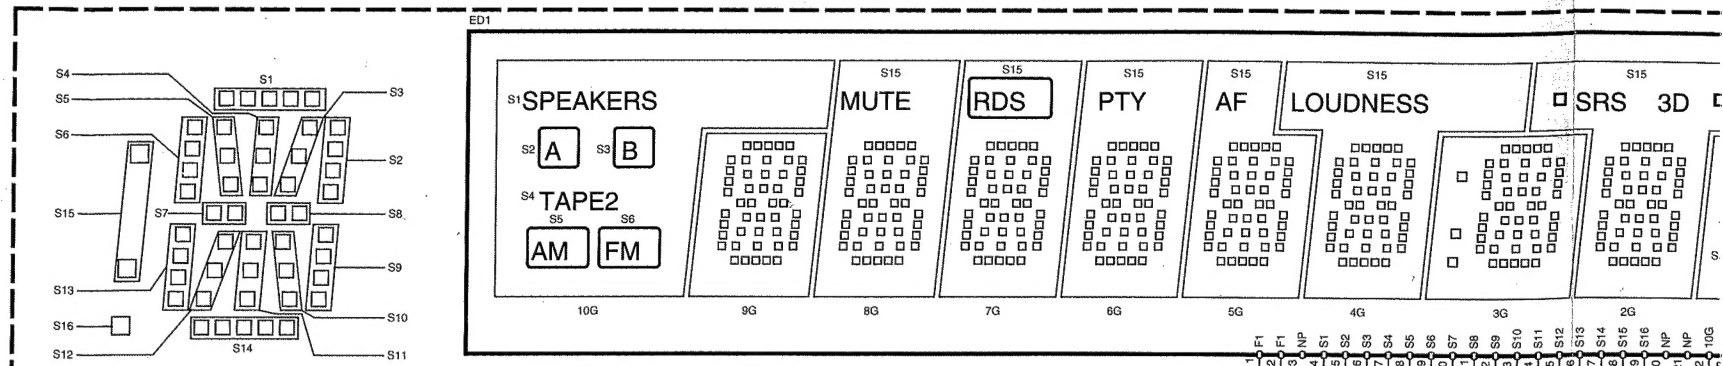 ED1
S1
S4
S5
S3
S6
S2
S15
S7
S8
S13
S9
S16
S10
S12
S14
S11
S15 S15 S15 S15 S15 S15
S1 SPEAKERS MUTE RDS PTY AF LOUDNESS SRS 3D
S2 A S3 B
S4 TAPE2
S5 S6
AM FM
10G 9G 8G 7G 6G 5G 4G 3G 2G
F1 F1 NP S1 S2 S3 S4 S5 S6 S7 S8 S9 S10 S11 S12 S13 S14 S15 S16 NP NP 10G